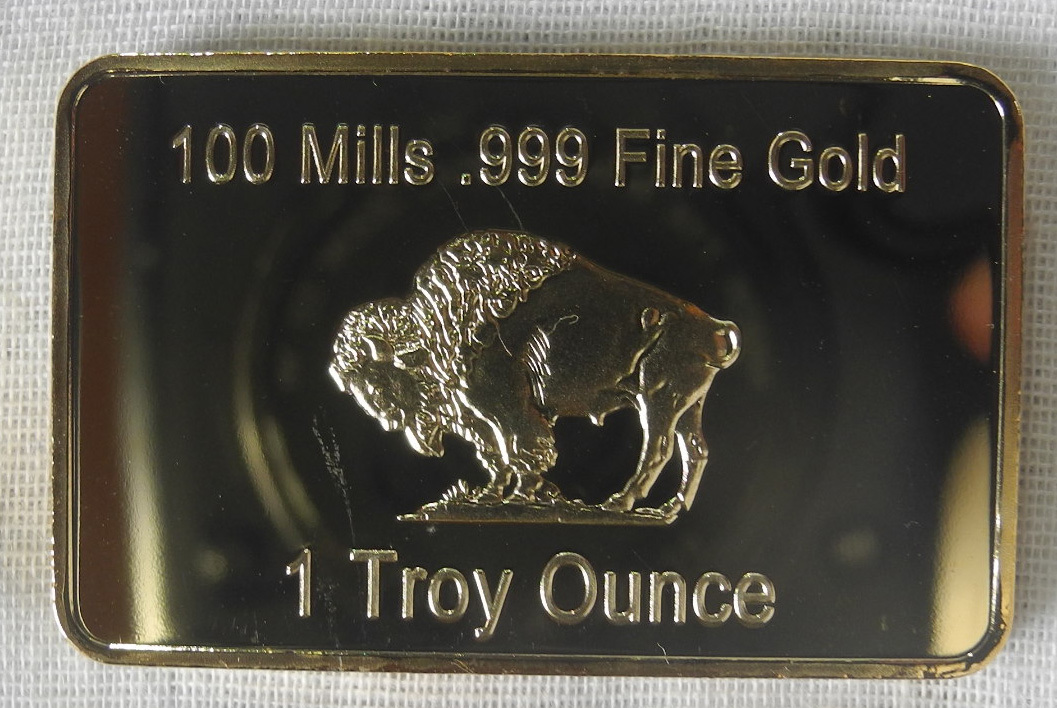 100 Mills .999 Fine Gold
1 Troy Ounce